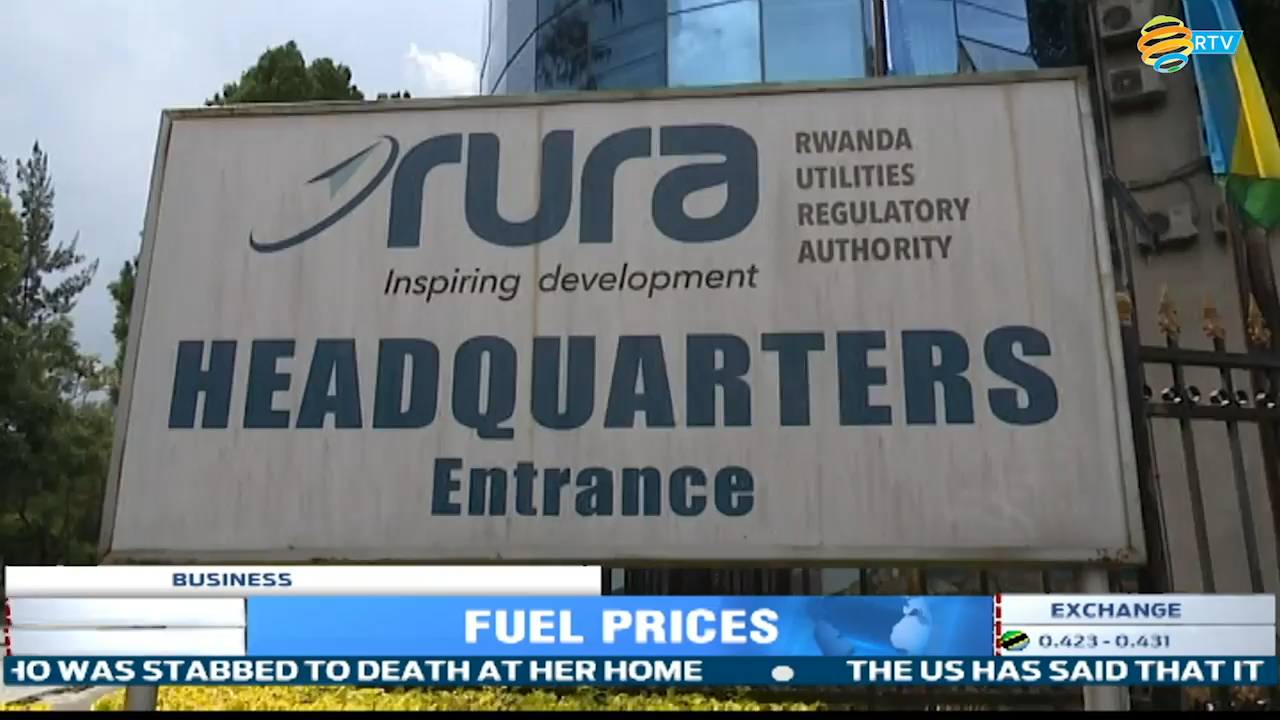 RTV
rura
RWANDA
UTILITIES
REGULATORY
AUTHORITY
Inspiring development
HEADQUARTERS
Entrance
BUSINESS
FUEL PRICES
EXCHANGE
0.423 - 0.431
WAS STABBED TO DEATH AT HER HOME
THE US HAS SAID THAT IT